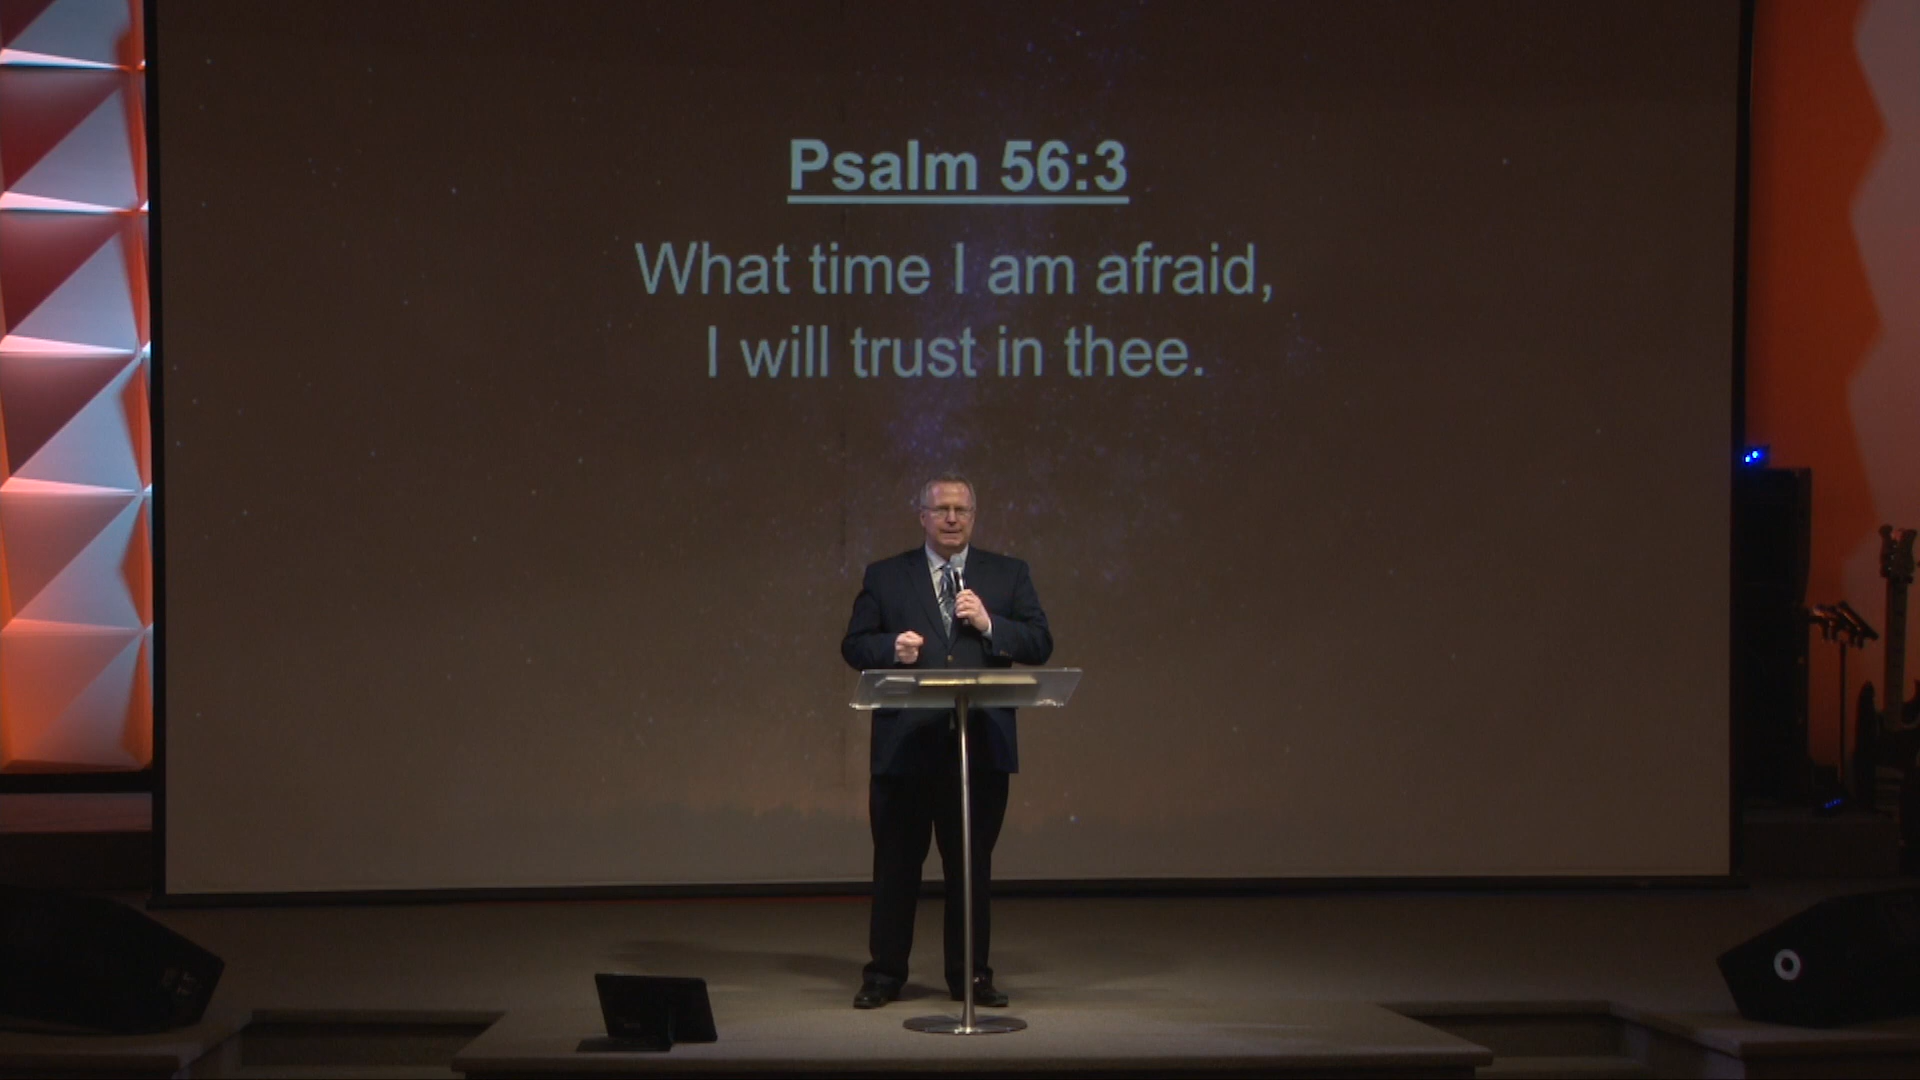 Psalm 56:3
What time I am afraid,
I will trust in thee.